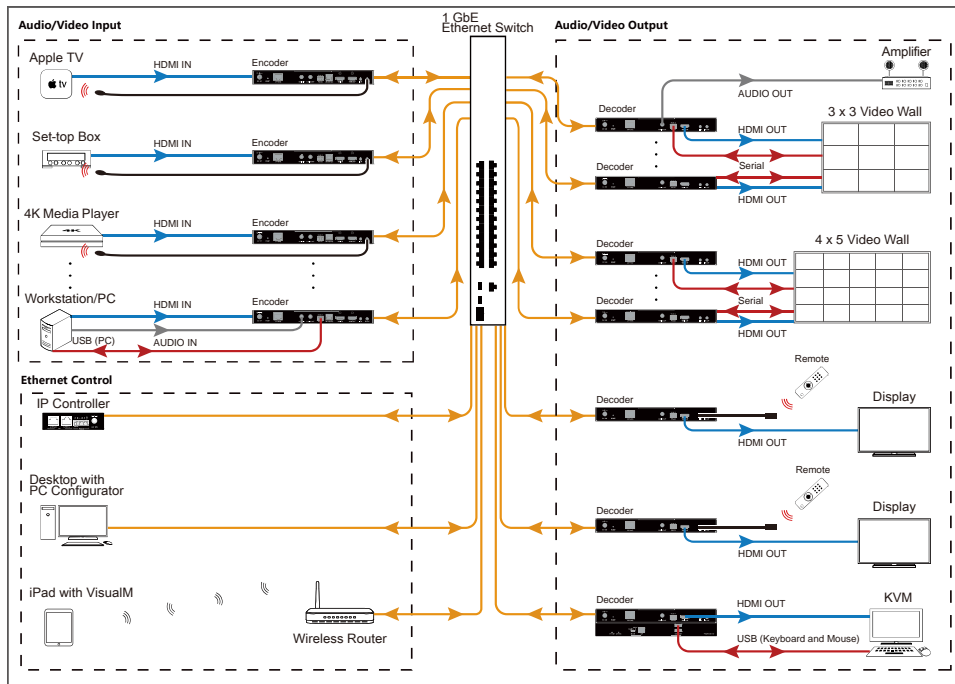 Audio/Video Input
1 GbE
Ethernet Switch
Audio/Video Output
Apple TV
tv
HDMI IN
Encoder
Set-top Box
HDMI IN
Encoder
4K Media Player
4K
HDMI IN
Encoder
Workstation/PC
HDMI IN
Encoder
USB (PC)
AUDIO IN
Amplifier
AUDIO OUT
Decoder
3 x 3 Video Wall
HDMI OUT
Serial
Decoder
HDMI OUT
4 x 5 Video Wall
Decoder
HDMI OUT
Serial
Decoder
HDMI OUT
Ethernet Control
IP Controller
Desktop with
PC Configurator
iPad with VisualM
Wireless Router
Remote
Decoder
Display
HDMI OUT
Remote
Decoder
Display
HDMI OUT
Decoder
HDMI OUT
KVM
USB (Keyboard and Mouse)